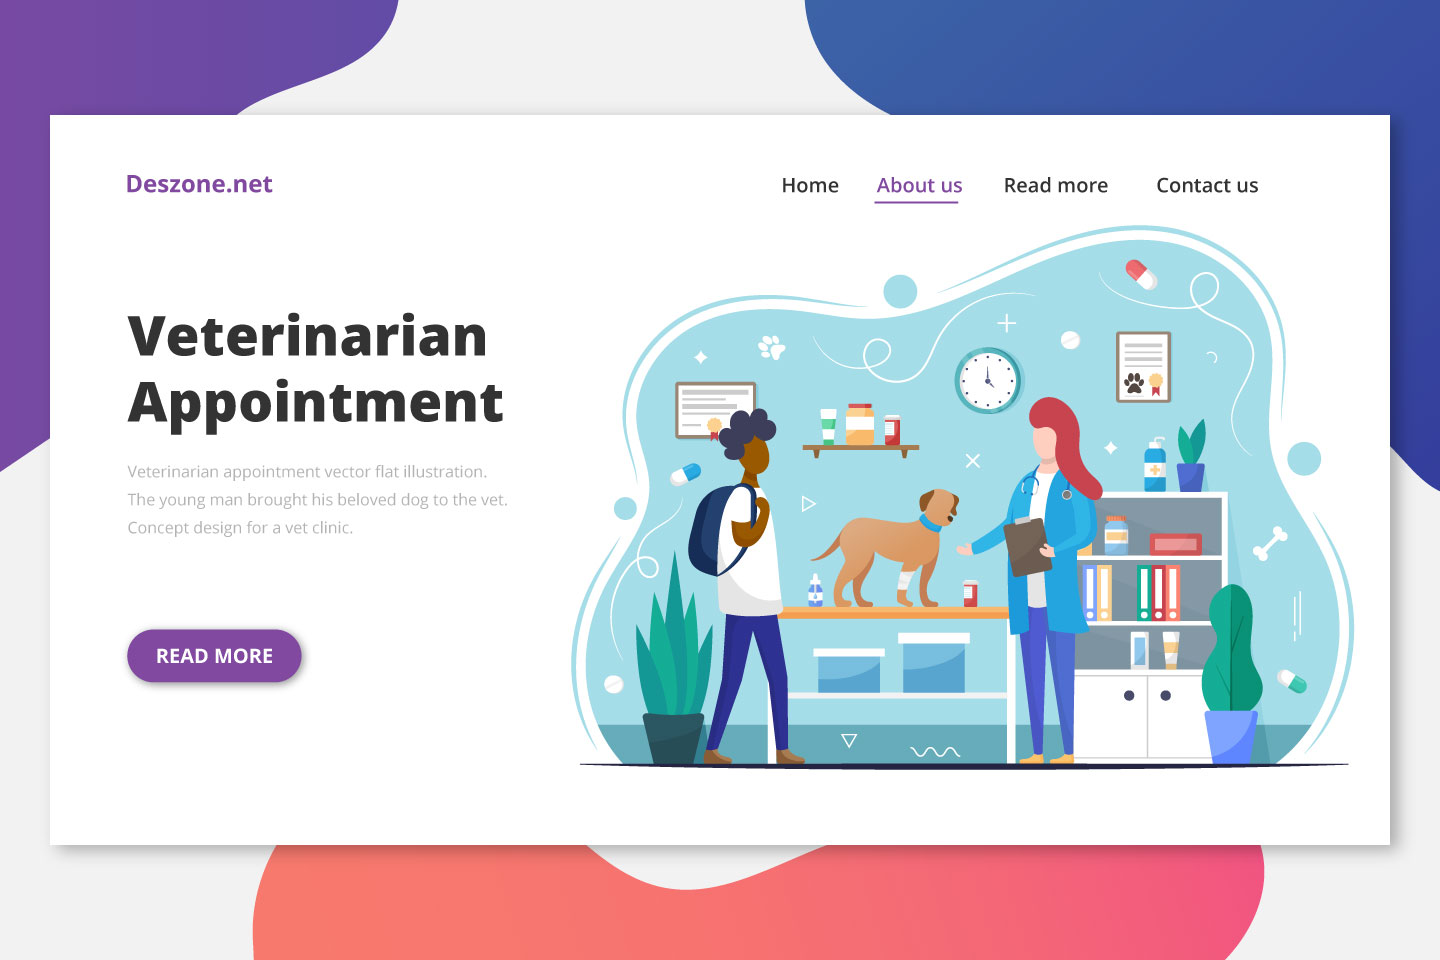 Deszone.net
Home About us Read more Contact us
Veterinarian
Appointment
Veterinarian appointment vector flat illustration.
The young man brought his beloved dog to the vet.
Concept design for a vet clinic.
READ MORE